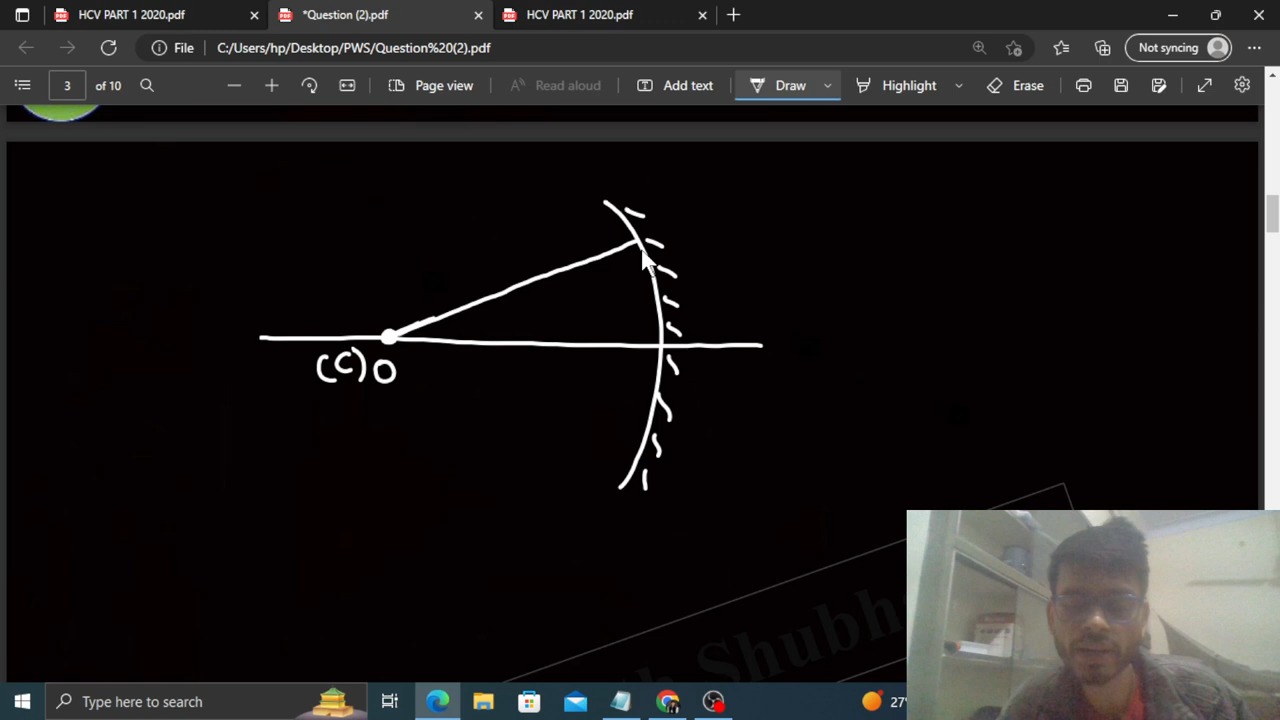 HCV PART 1 2020.pdf
*Question (2).pdf
HCV PART 1 2020.pdf
File
C:/Users/hp/Desktop/PWS/Question%20(2).pdf
Not syncing
3 of 10
Page view
Read aloud
Add text
Draw
Highlight
Erase
(C) O
Shubh
Type here to search
27°